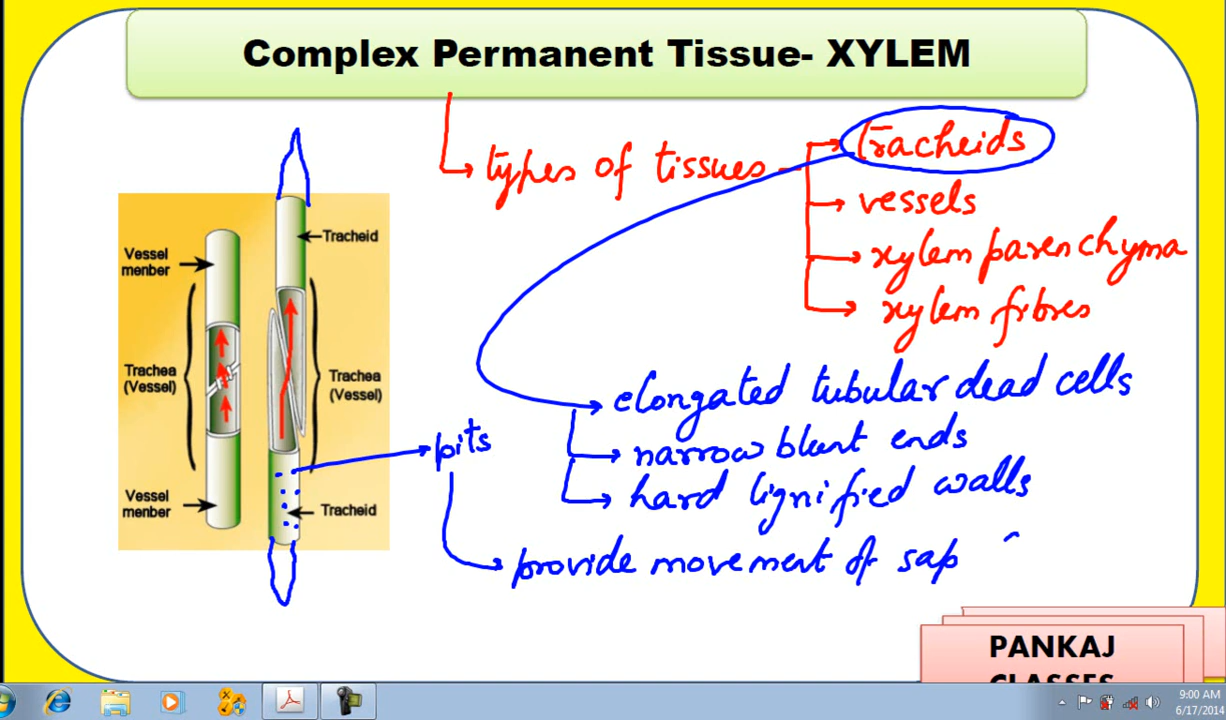 Complex Permanent Tissue- XYLEM
types of tissues
tracheids
vessels
xylem parenchyma
xylem fibres
Tracheid
Vessel
menber
Trachea
(Vessel)
Trachea
(Vessel)
Vessel
menber
Tracheid
elongated tubular dead cells
narrow blunt ends
hard lignified walls
pits
provide movement of sap
PANKAJ
CLASSES
9:00 AM
6/17/2014